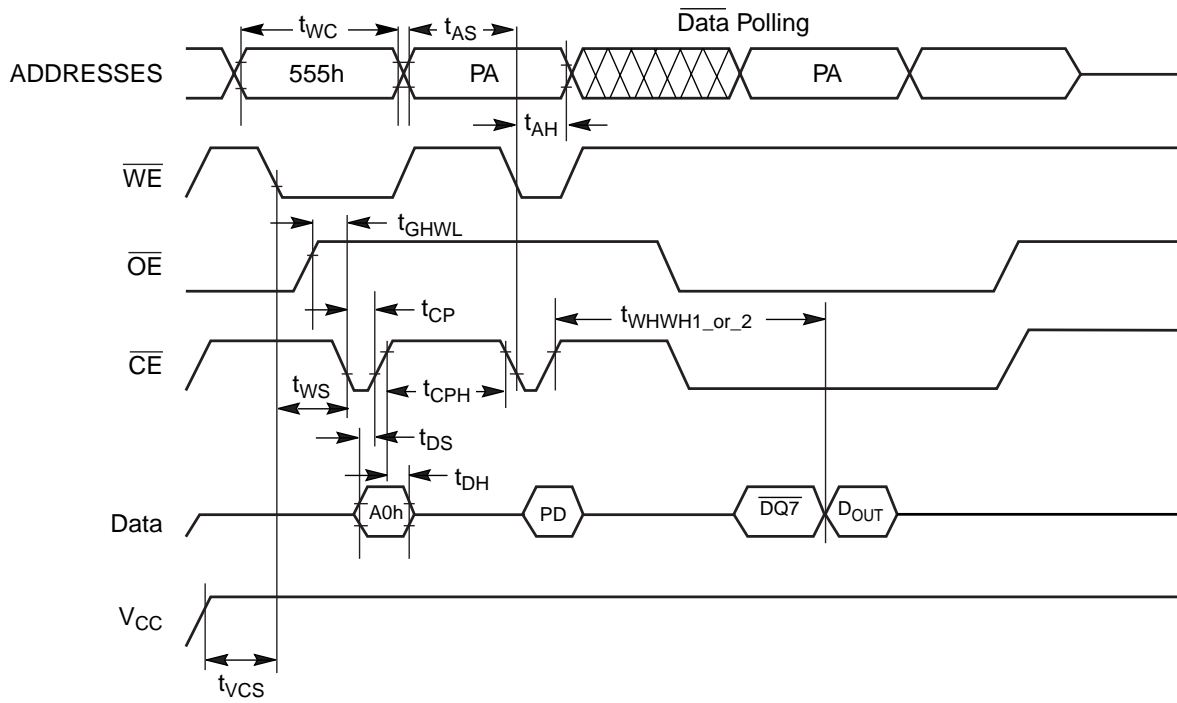 tWC
tAS
Data Polling
ADDRESSES
555h
PA
PA
tAH
WE
tGHWL
OE
tCP
tWHWH1_or_2
CE
tWS
tCPH
tDS
tDH
Data
A0h
PD
DQ7
DOUT
VCC
tVCS